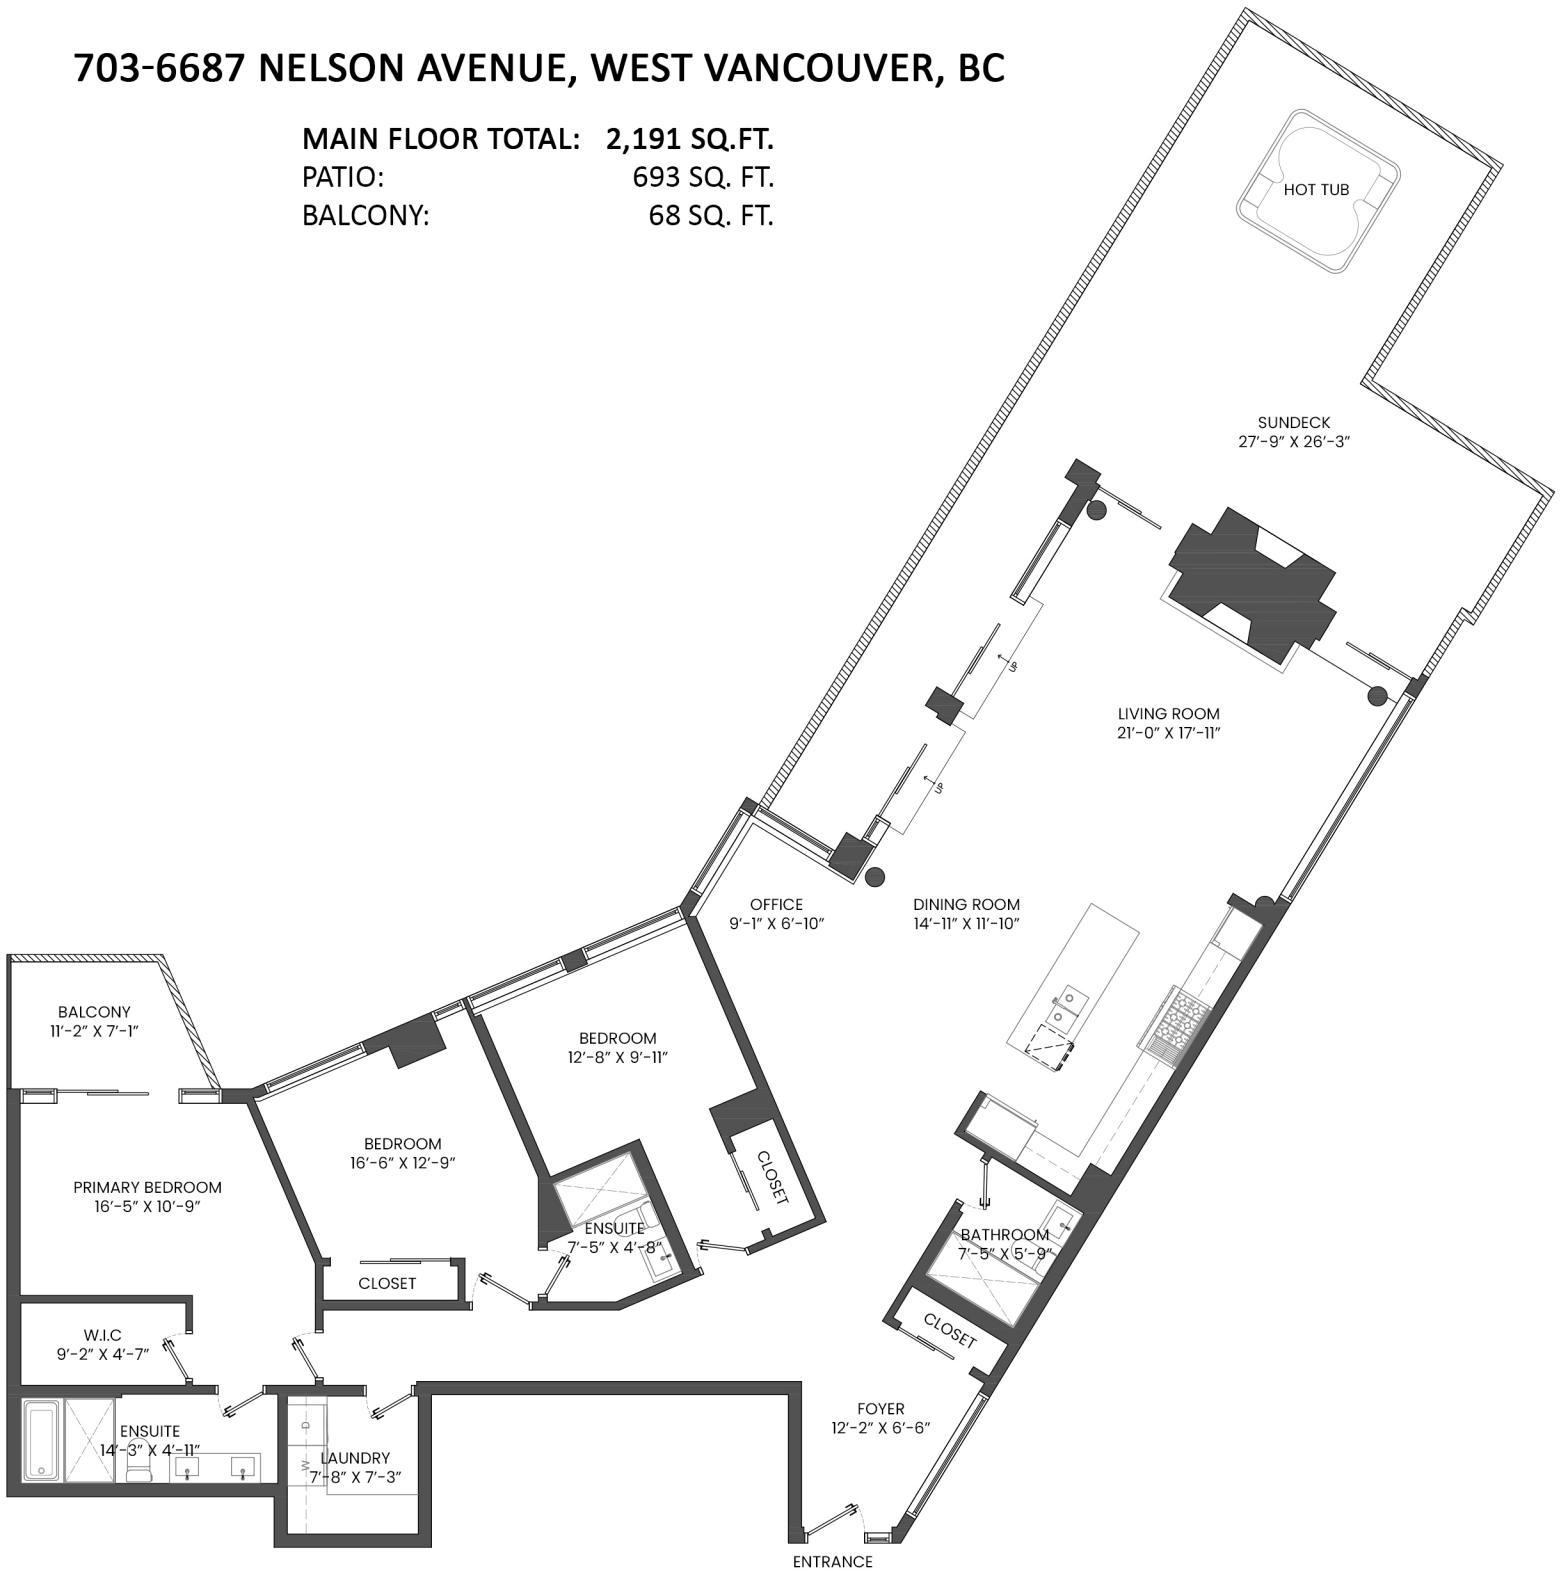 703-6687 NELSON AVENUE, WEST VANCOUVER, BC
MAIN FLOOR TOTAL: 2,191 SQ.FT.
PATIO: 693 SQ. FT.
BALCONY: 68 SQ. FT.
HOT TUB
SUNDECK
27'-9" X 26'-3"
UP
LIVING ROOM
21'-0" X 17'-11"
UP
OFFICE
9'-1" X 6'-10"
DINING ROOM
14'-11" X 11'-10"
BALCONY
11'-2" X 7'-1"
BEDROOM
12'-8" X 9'-11"
BEDROOM
16'-6" X 12'-9"
CLOSET
PRIMARY BEDROOM
16'-5" X 10'-9"
ENSUITE
7'-5" X 4'-8"
BATHROOM
7'-5" X 5'-9"
CLOSET
CLOSET
W.I.C
9'-2" X 4'-7"
FOYER
12'-2" X 6'-6"
ENSUITE
14'-3" X 4'-11"
D
W
LAUNDRY
7'-8" X 7'-3"
ENTRANCE